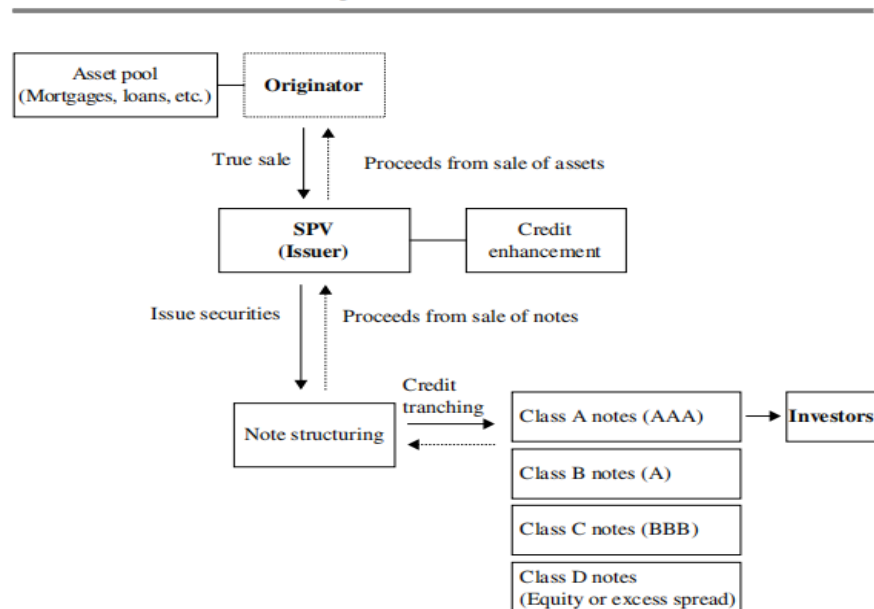 Asset pool
(Mortgages, loans, etc.)
Originator
True sale
Proceeds from sale of assets
SPV
(Issuer)
Credit
enhancement
Issue securities
Proceeds from sale of notes
Credit
tranching
Note structuring
Class A notes (AAA)
Investors
Class B notes (A)
Class C notes (BBB)
Class D notes
(Equity or excess spread)